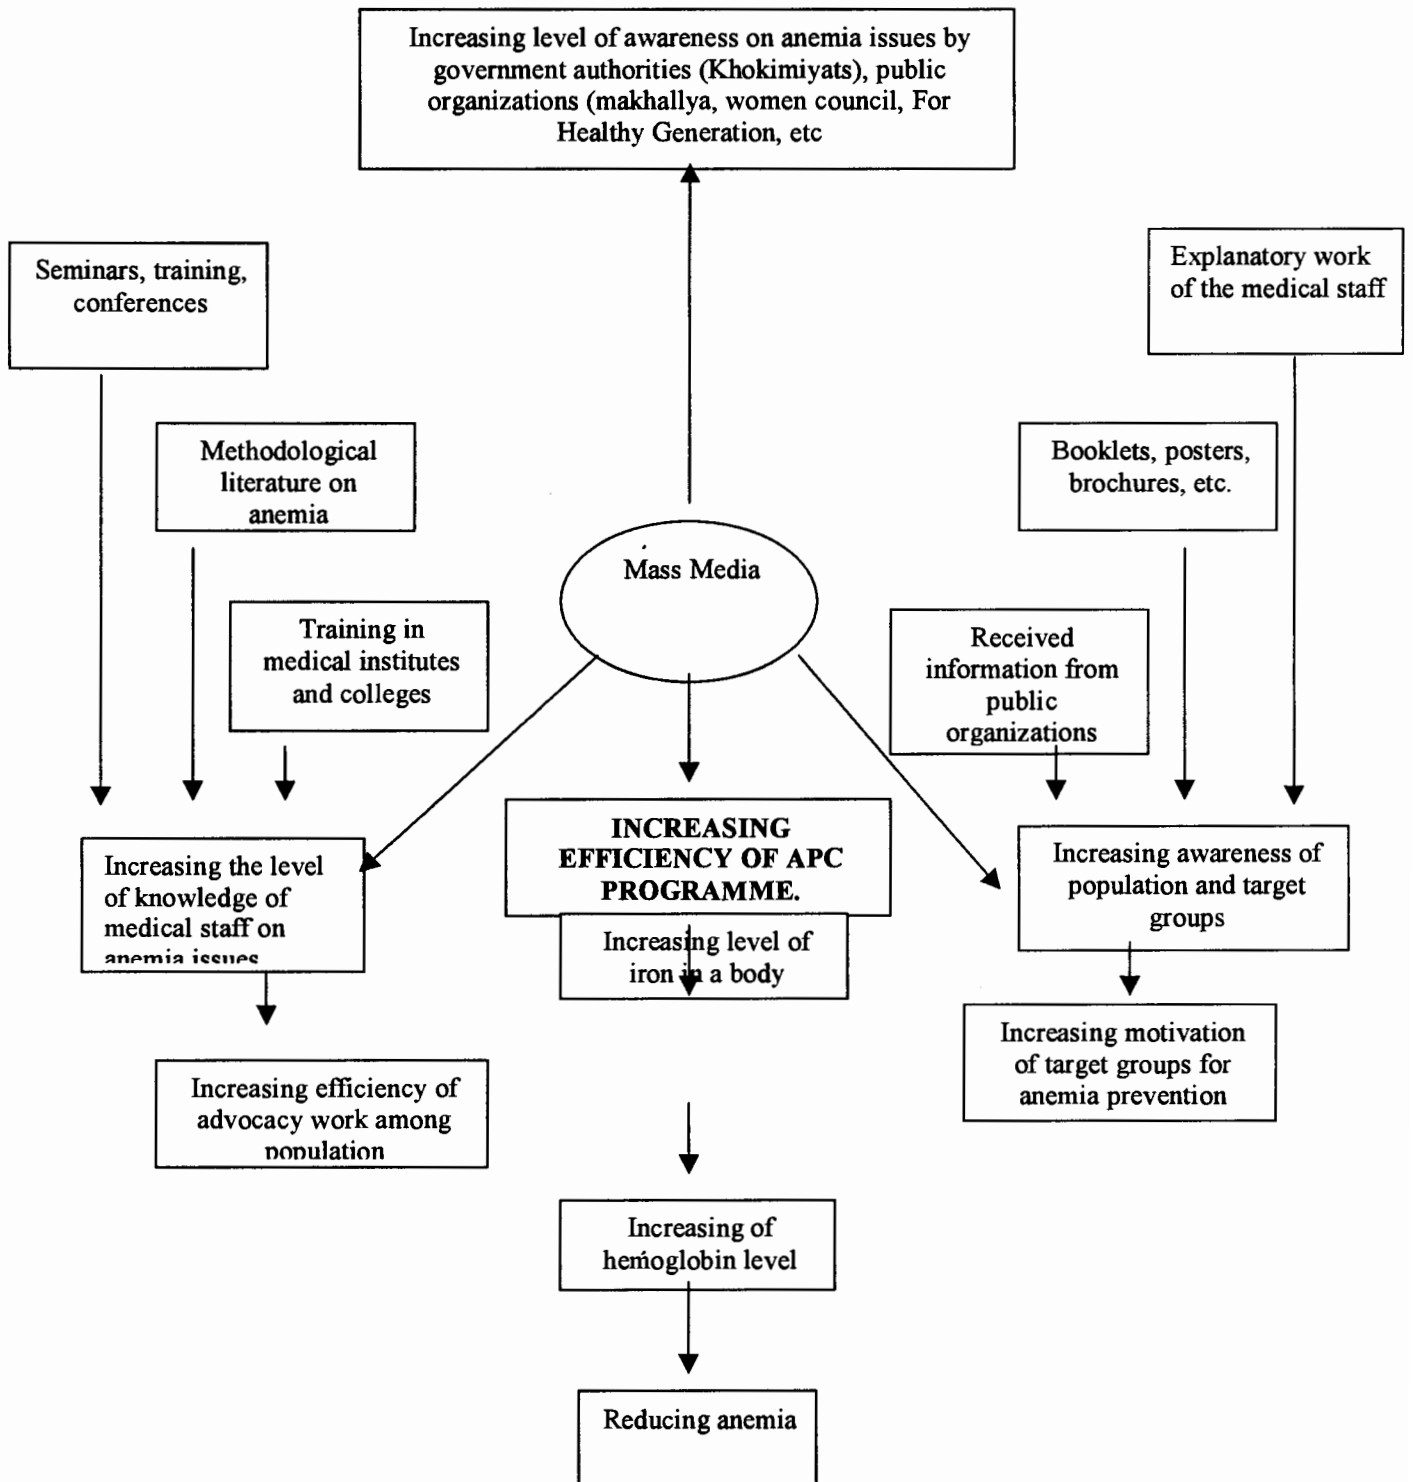 Increasing level of awareness on anemia issues by
government authorities (Khokimiyats), public
organizations (makhallya, women council, For
Healthy Generation, etc
Seminars, training,
conferences
Explanatory work
of the medical staff
Methodological
literature on
anemia
Booklets, posters,
brochures, etc.
Mass Media
Training in
medical institutes
and colleges
Received
information from
public
organizations
INCREASING
EFFICIENCY OF APC
PROGRAMME.
Increasing the level
of knowledge of
medical staff on
anemia issues
Increasing awareness of
population and target
groups
Increasing level of
iron in a body
Increasing motivation
of target groups for
anemia prevention
Increasing efficiency of
advocacy work among
population
Increasing of
hemoglobin level
Reducing anemia